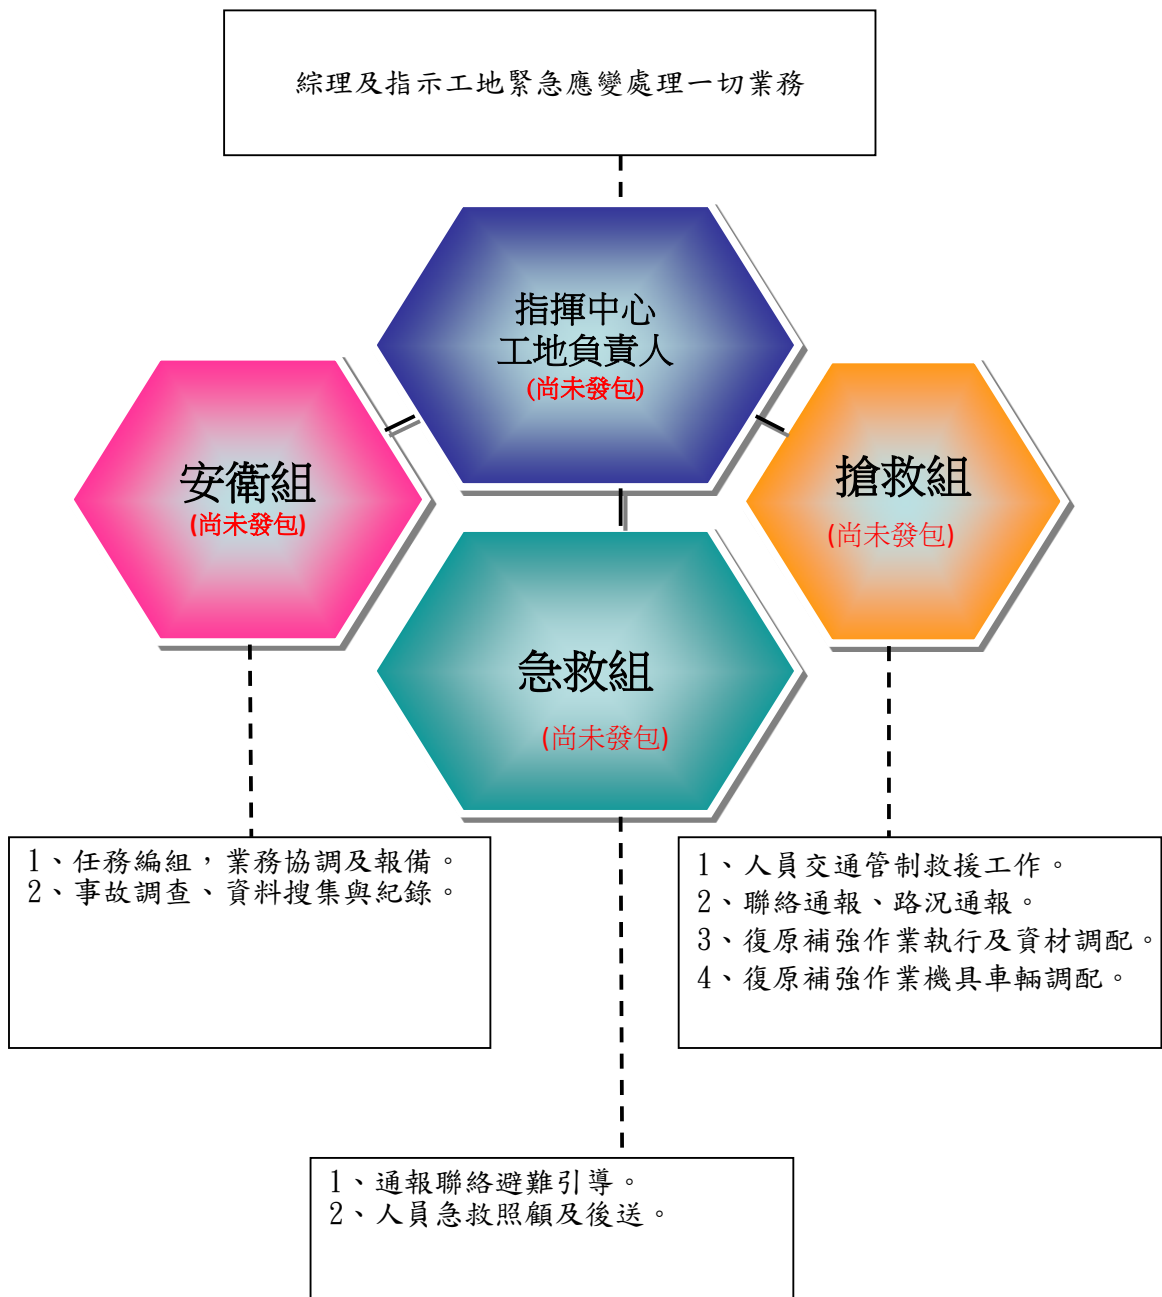 綜理及指示工地緊急應變處理一切業務
指揮中心
工地負責人
(尚未發包)
安衛組
(尚未發包)
搶救組
(尚未發包)
急救組
(尚未發包)
1、任務編組，業務協調及報備。
2、事故調查、資料搜集與紀錄。
1、人員交通管制救援工作。
2、聯絡通報、路況通報。
3、復原補強作業執行及資材調配。
4、復原補強作業機具車輛調配。
1、通報聯絡避難引導。
2、人員急救照顧及後送。